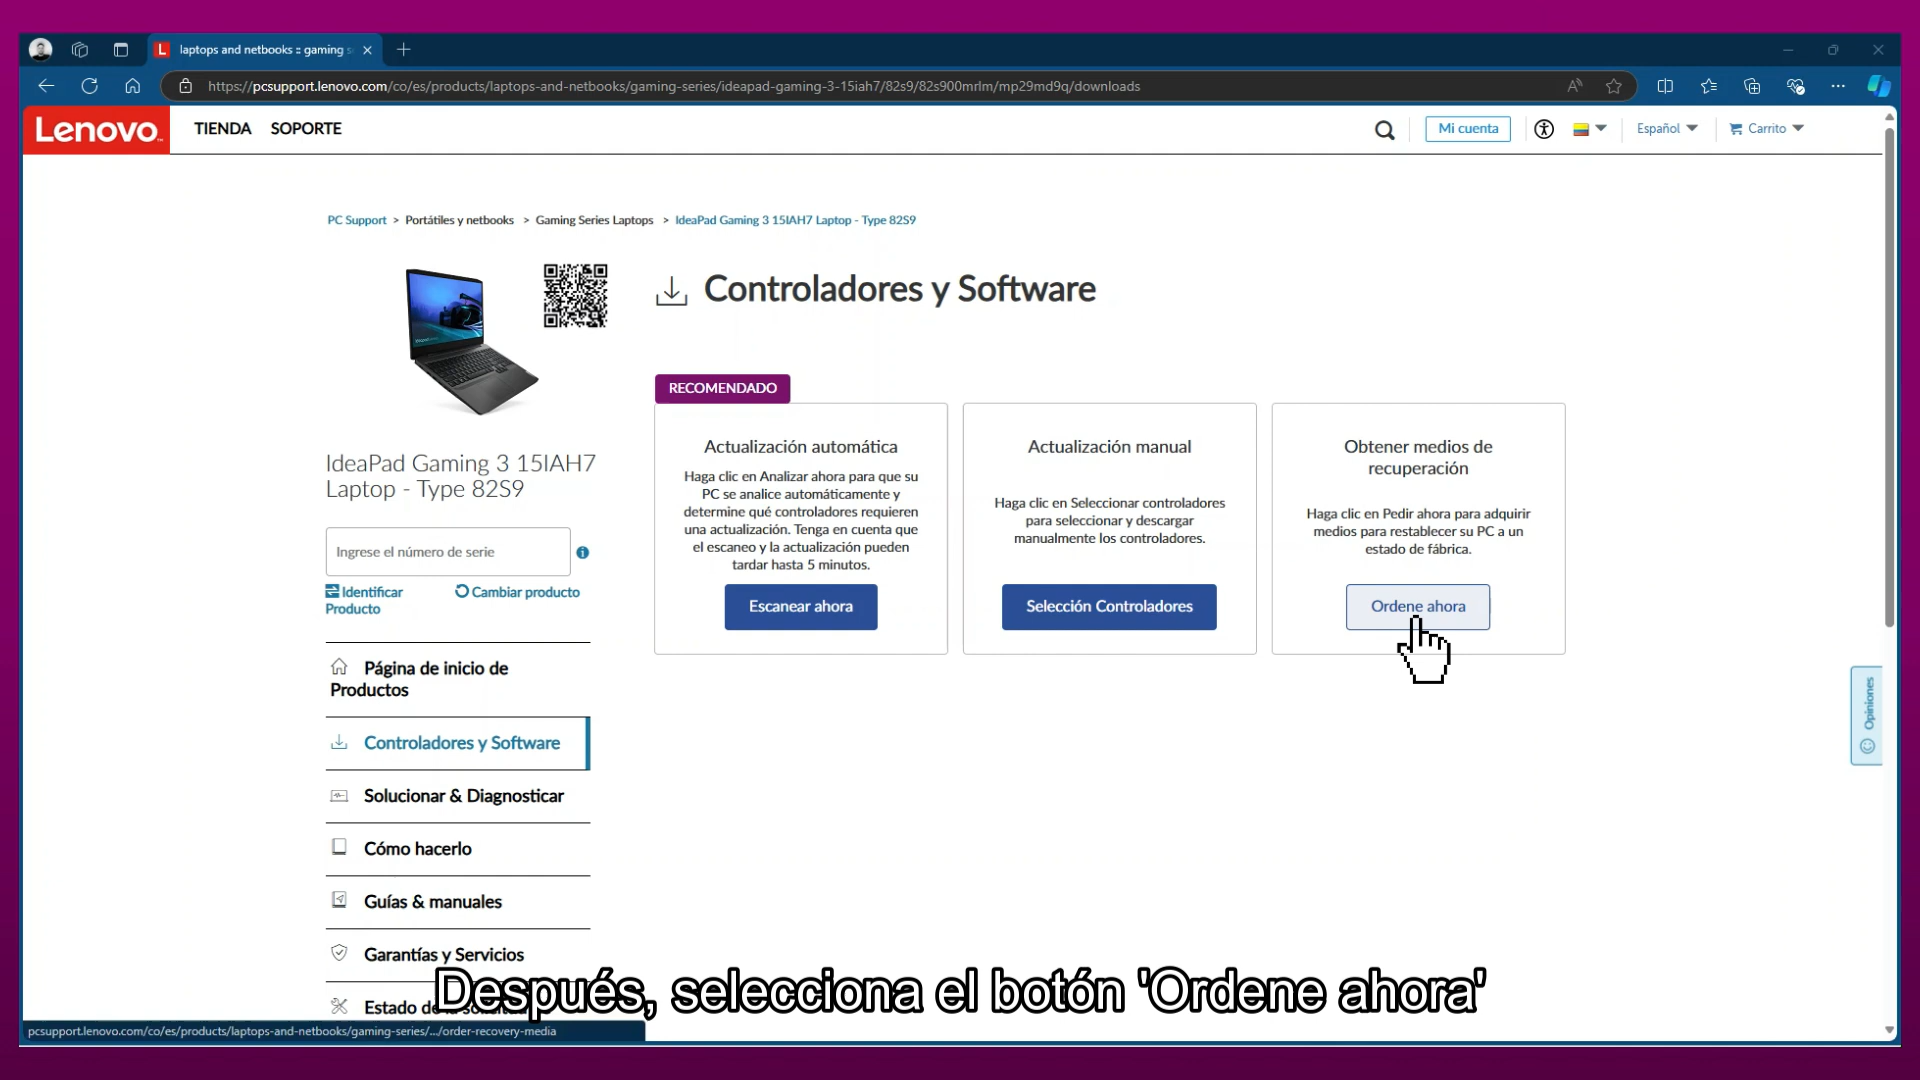 laptops and netbooks :: gaming s
https://pcsupport.lenovo.com/co/es/products/laptops-and-netbooks/gaming-series/ideapad-gaming-3-15iah7/82s9/82s900mrlm/mp29md9q/downloads
Lenovo
TIENDA
SOPORTE
Mi cuenta
Español
Carrito
PC Support > Portátiles y netbooks > Gaming Series Laptops > IdeaPad Gaming 3 15IAH7 Laptop - Type 82S9
Controladores y Software
IdeaPad Gaming 3 15IAH7
Laptop - Type 82S9
Ingrese el número de serie
Identificar
Producto
Cambiar producto
Página de inicio de
Productos
Controladores y Software
Solucionar & Diagnosticar
Cómo hacerlo
Guías & manuales
Garantías y Servicios
RECOMENDADO
Actualización automática
Haga clic en Analizar ahora para que su
PC se analice automáticamente y
determine qué controladores requieren
una actualización. Tenga en cuenta que
el escaneo y la actualización pueden
tardar hasta 5 minutos.
Escanear ahora
Actualización manual
Haga clic en Seleccionar controladores
para seleccionar y descargar
manualmente los controladores.
Selección Controladores
Obtener medios de
recuperación
Haga clic en Pedir ahora para adquirir
medios para restablecer su PC a un
estado de fábrica.
Ordene ahora
Opiniones
Estado de
Después, selecciona el botón 'Ordene ahora'
pcsupport.lenovo.com/co/es/products/laptops-and-netbooks/gaming-series/.../order-recovery-media